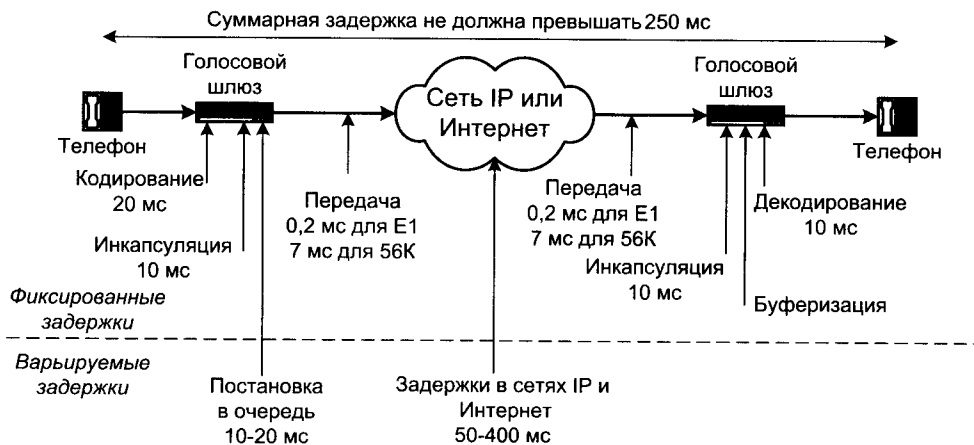 Суммарная задержка не должна превышать 250 мс
Голосовой
шлюз
Телефон
Кодирование
20 мс
Инкапсуляция
10 мс
Передача
0,2 мс для E1
7 мс для 56К
Сеть IP или
Интернет
Передача
0,2 мс для E1
7 мс для 56К
Голосовой
шлюз
Телефон
Декодирование
10 мс
Инкапсуляция
10 мс
Буферизация
Фиксированные
задержки
Варьируемые
задержки
Постановка
в очередь
10-20 мс
Задержки в сетях IP и
Интернет
50-400 мс